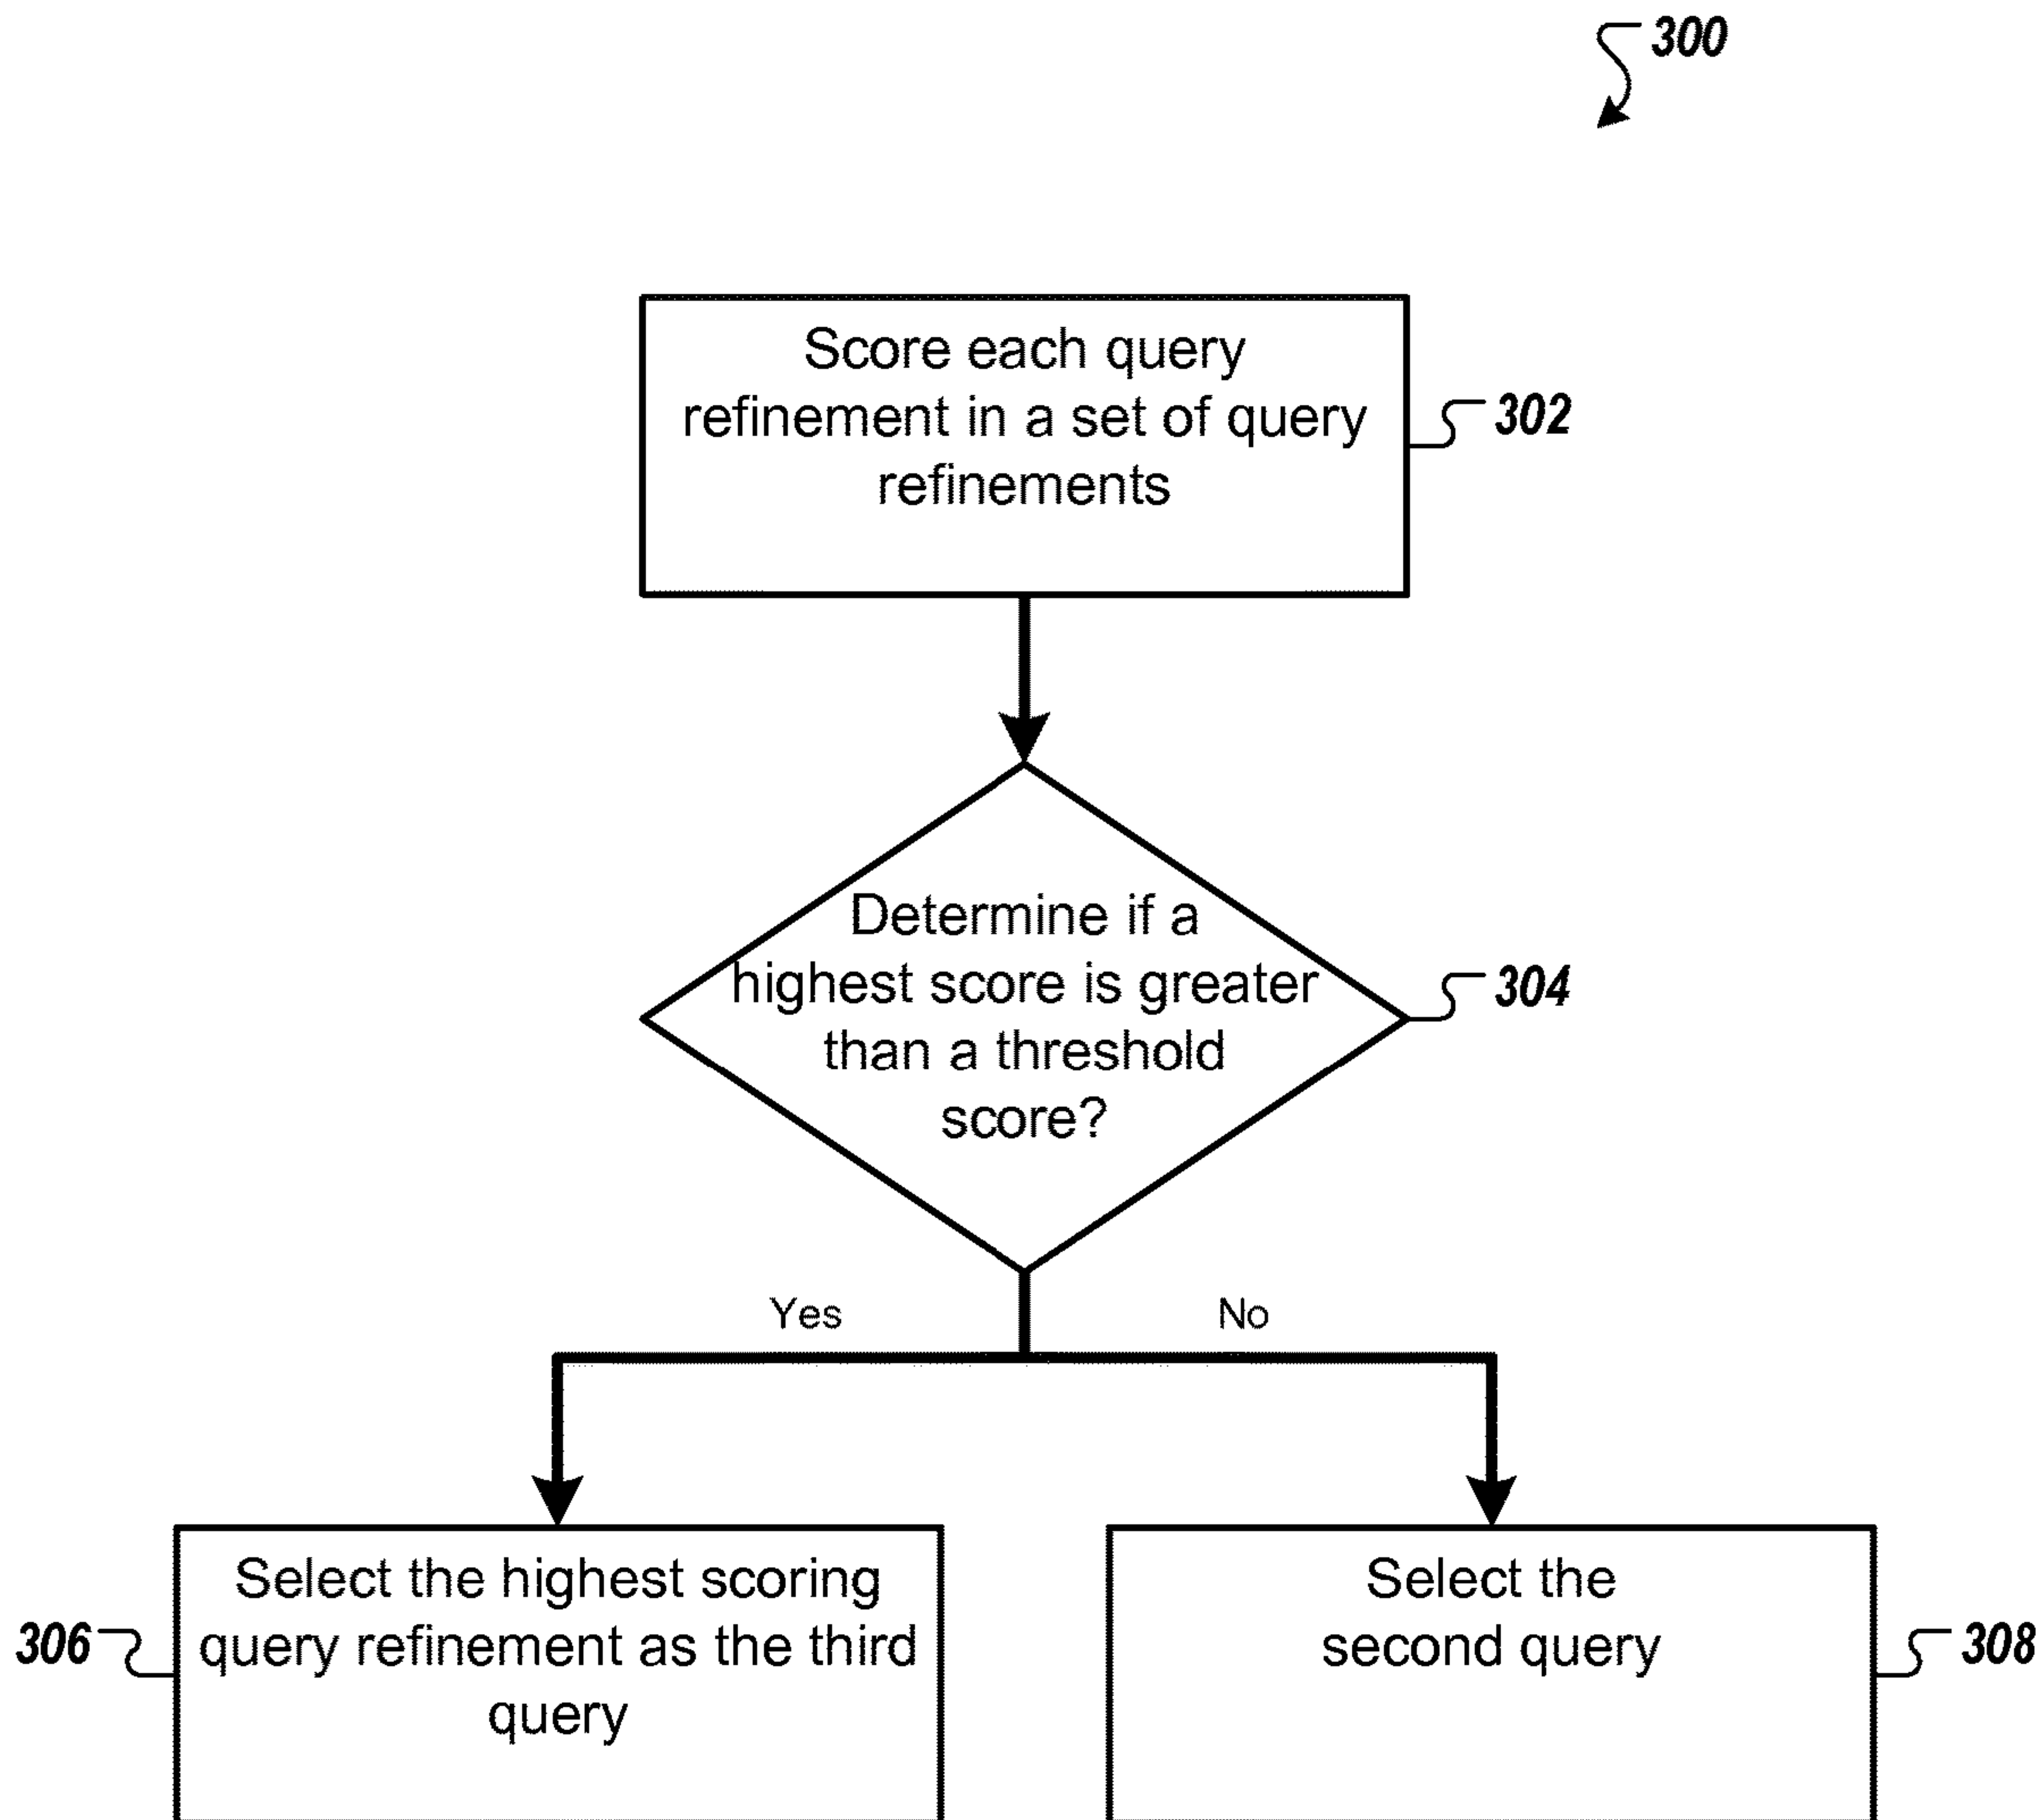 300
Score each query
refinement in a set of query
refinements
302
Determine if a
highest score is greater
than a threshold
score?
304
Yes
No
Select the highest scoring
query refinement as the third
query
306
Select the
second query
308